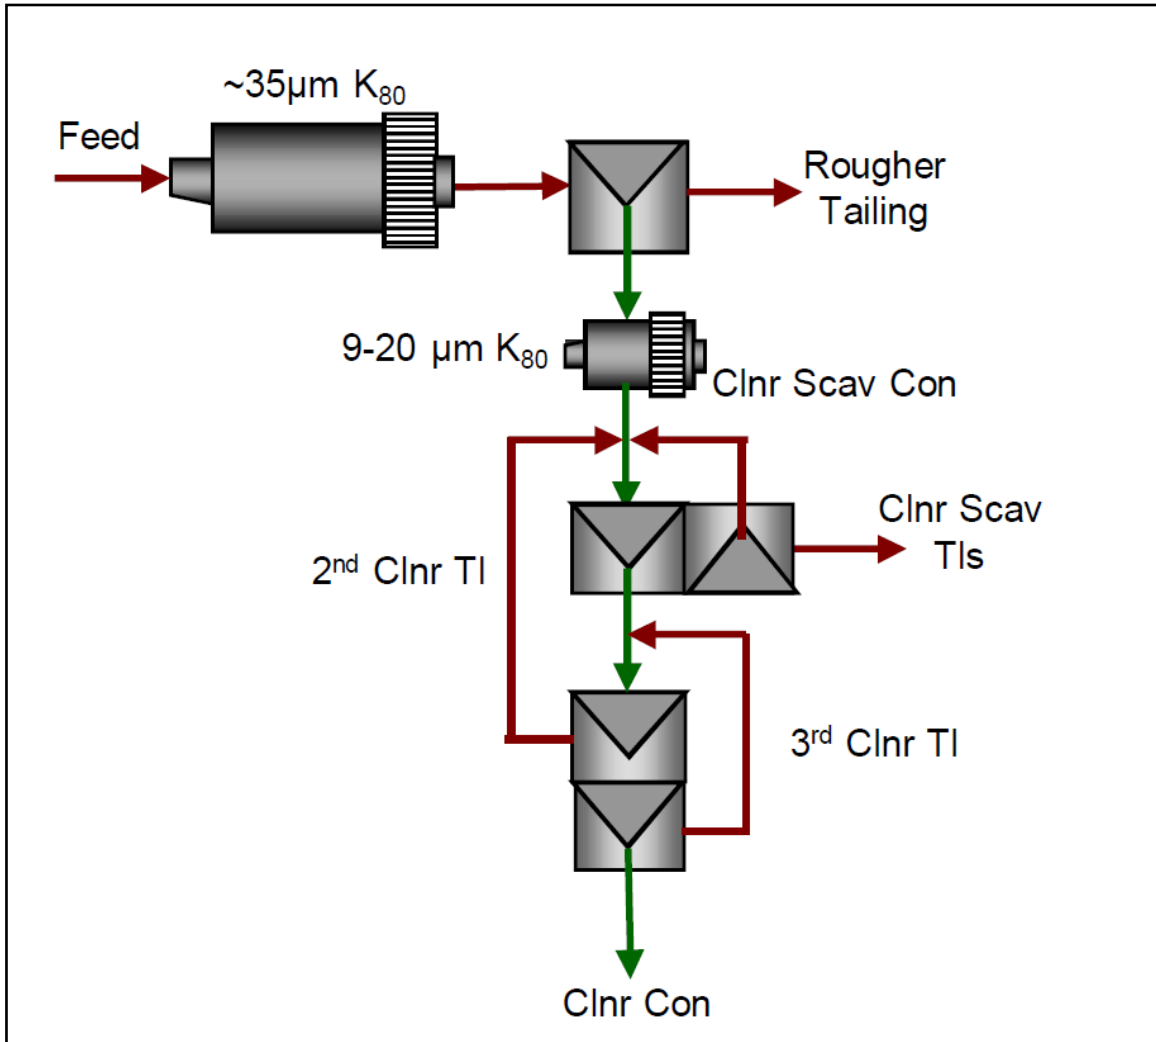 ~35µm K80
Feed
Rougher
Tailing
9-20 µm K80
Clnr Scav Con
Clnr Scav
Tls
2nd Clnr Tl
3rd Clnr Tl
Clnr Con